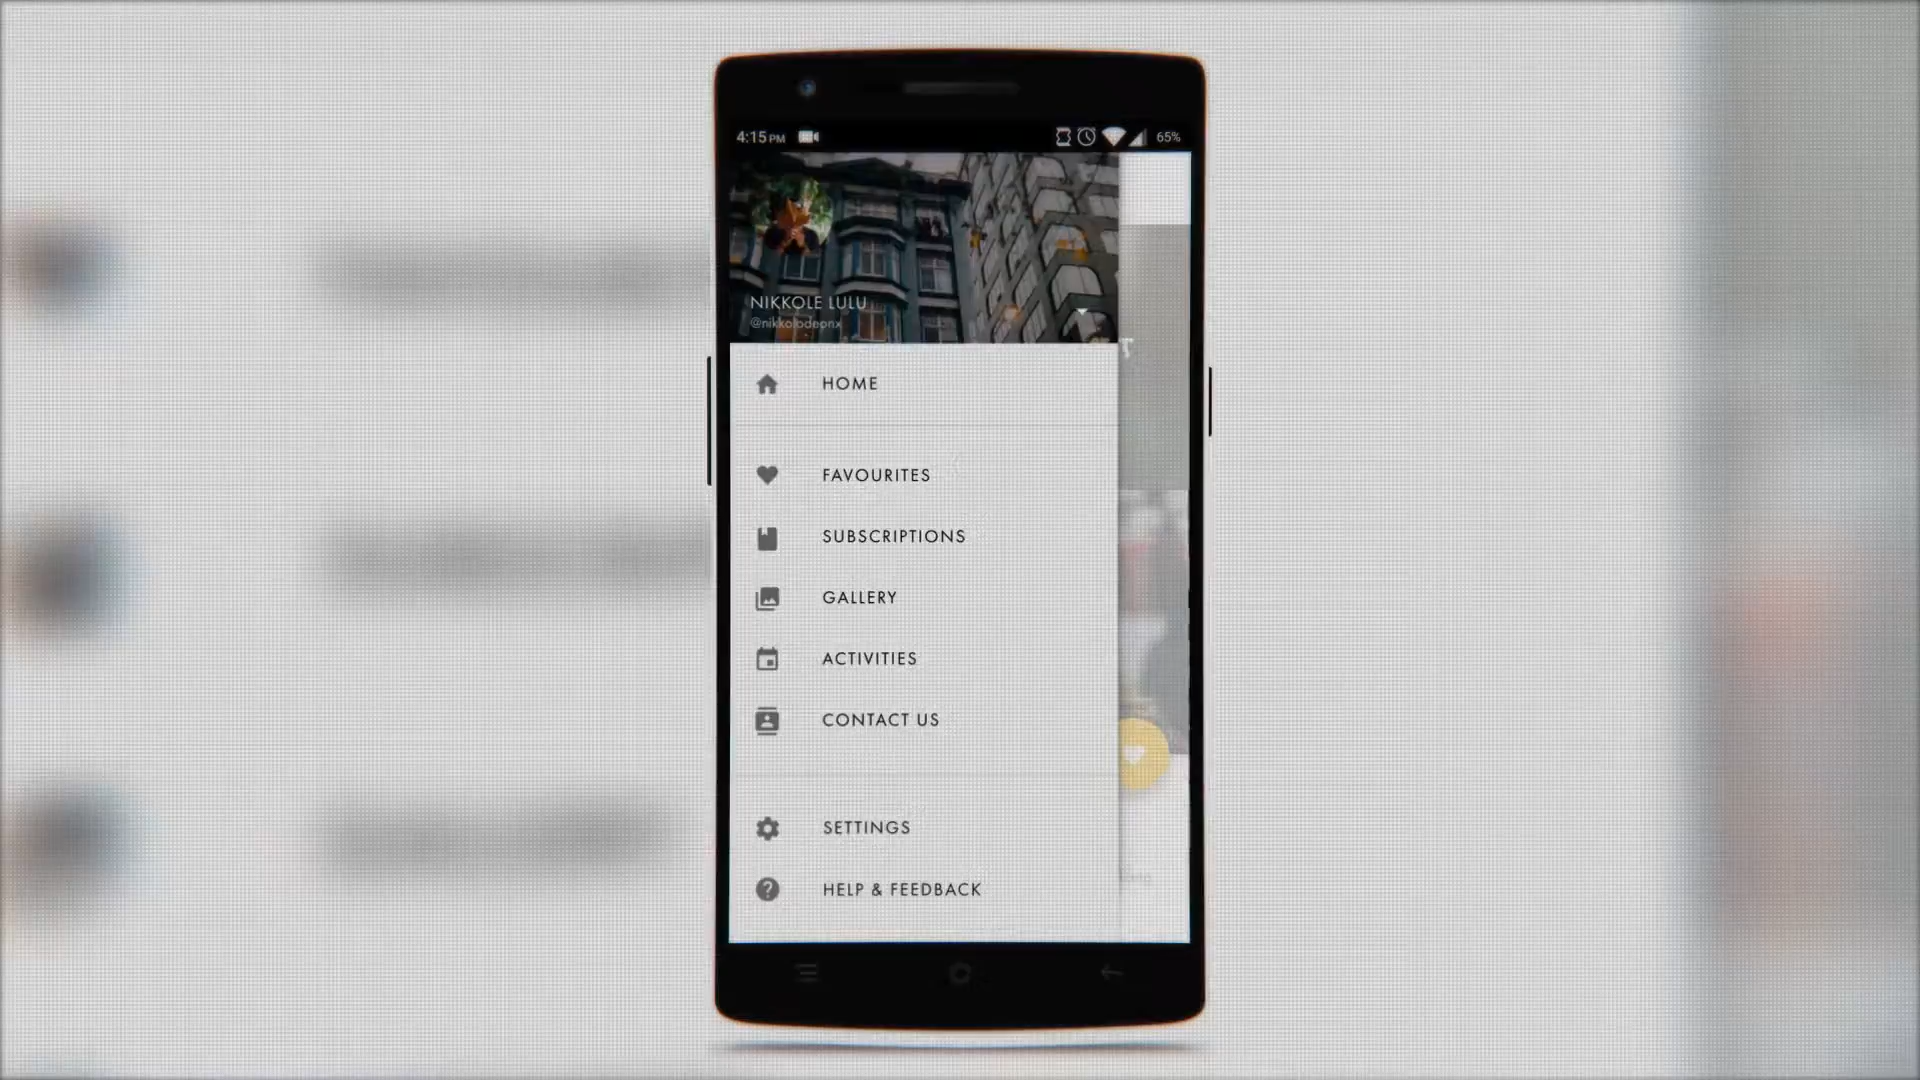 4:15 PM
65%
NIKKOLE LULU
HOME
FAVOURITES
SUBSCRIPTIONS
GALLERY
ACTIVITIES
CONTACT US
SETTINGS
HELP & FEEDBACK